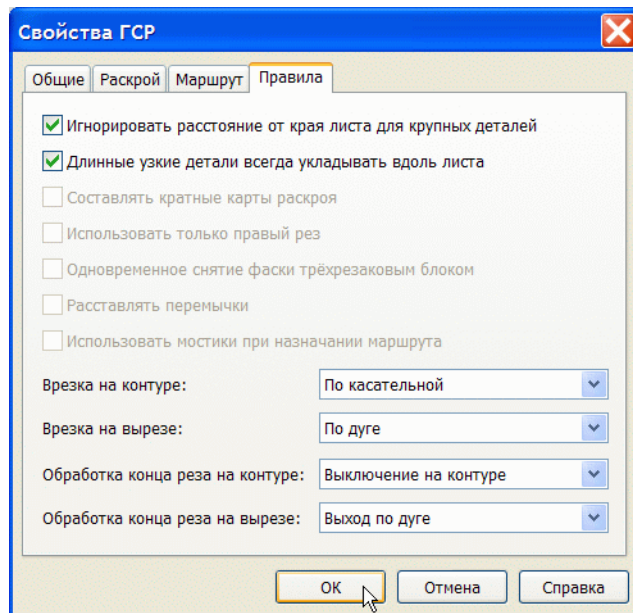 Свойства ГСР
Общие Раскрой Маршрут Правила
Игнорировать расстояние от края листа для крупных деталей
Длинные узкие детали всегда укладывать вдоль листа
Составлять кратные карты раскроя
Использовать только правый рез
Одновременное снятие фаски трёхрезаковым блоком
Расставлять перемычки
Использовать мостики при назначании маршрута
Врезка на контуре: По касательной
Врезка на вырезе: По дуге
Обработка конца реза на контуре: Выключение на контуре
Обработка конца реза на вырезе: Выход по дуге
ОК Отмена Справка